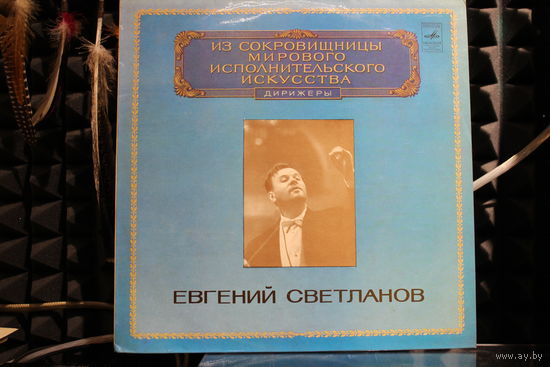 ИЗ СОКРОВИЩНИЦЫ
МИРОВОГО
ИСПОЛНИТЕЛЬСКОГО
ИСКУССТВА
ДИРИЖЕРЫ
ЕВГЕНИЙ СВЕТЛАНОВ
www.ay.by